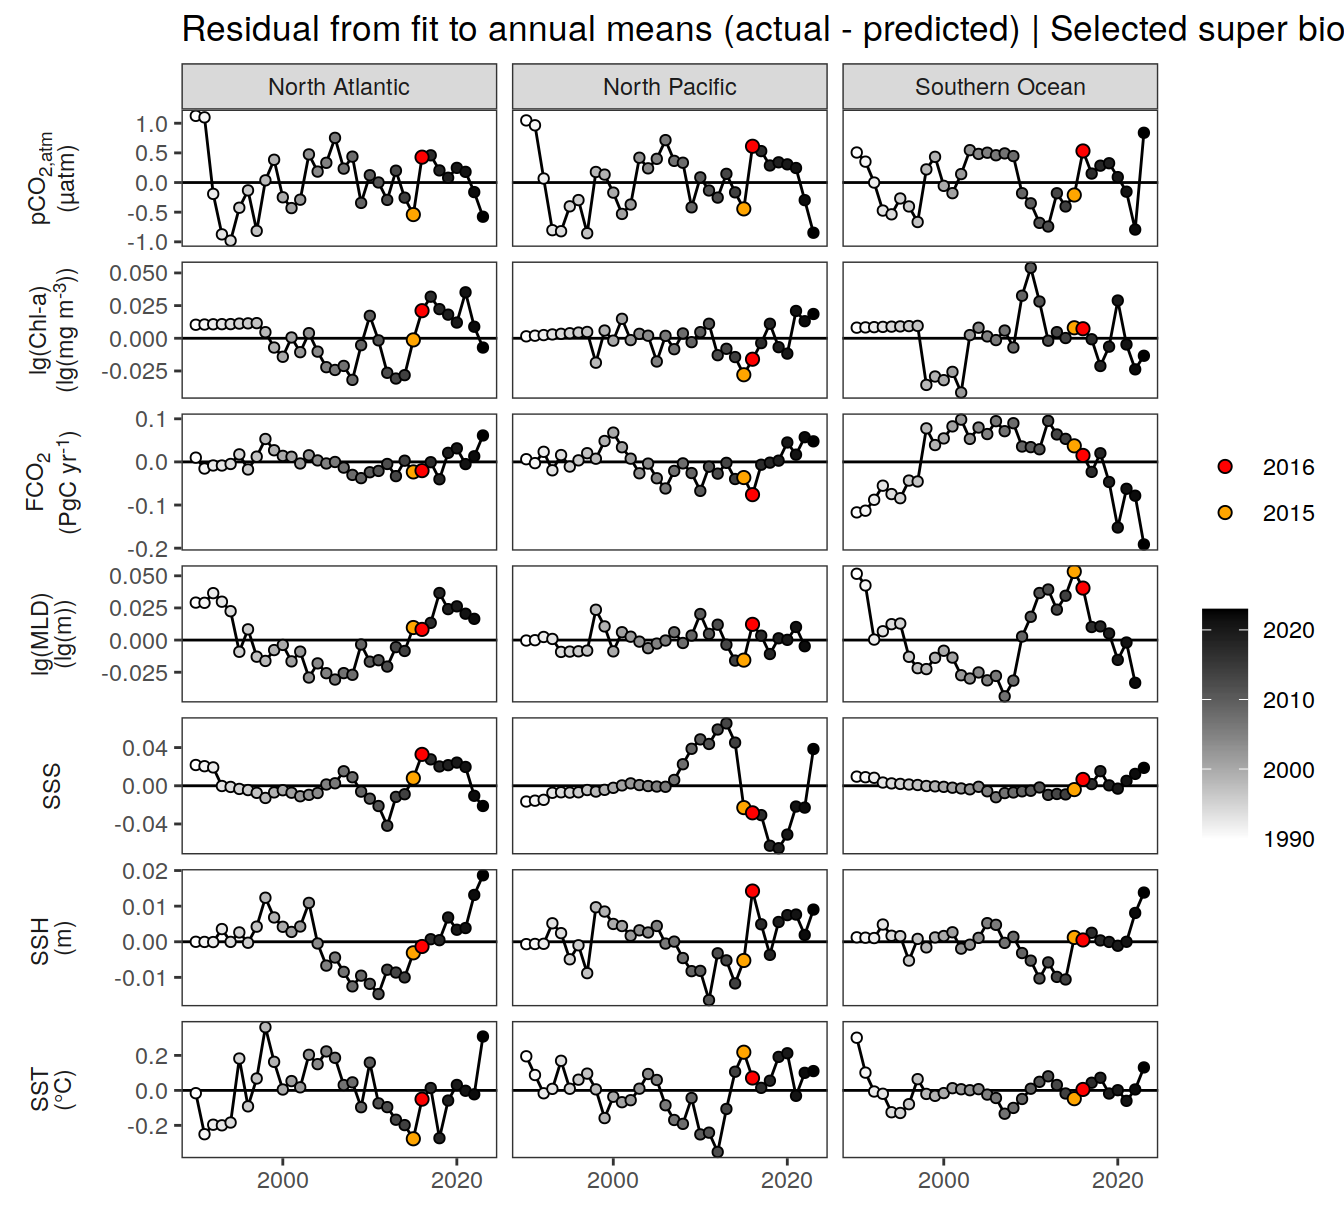 Residual from fit to annual means (actual - predicted) | Selected super bio
North Atlantic North Pacific Southern Ocean
pCO2,atm
(µatm)
1.0
0.5
0.0
-0.5
-1.0
lg(Chl-a)
(lg(mg m-3))
0.050
0.025
0.000
-0.025
FCO2
(PgC yr−1)
0.1
0.0
-0.1
-0.2
lg(MLD)
(lg(m))
0.050
0.025
0.000
-0.025
SSS
0.04
0.00
-0.04
SSH
(m)
0.02
0.01
0.00
-0.01
SST
(°C)
0.2
0.0
-0.2
2000 2020 2000 2020 2000 2020
2016
2015
2020
2010
2000
1990